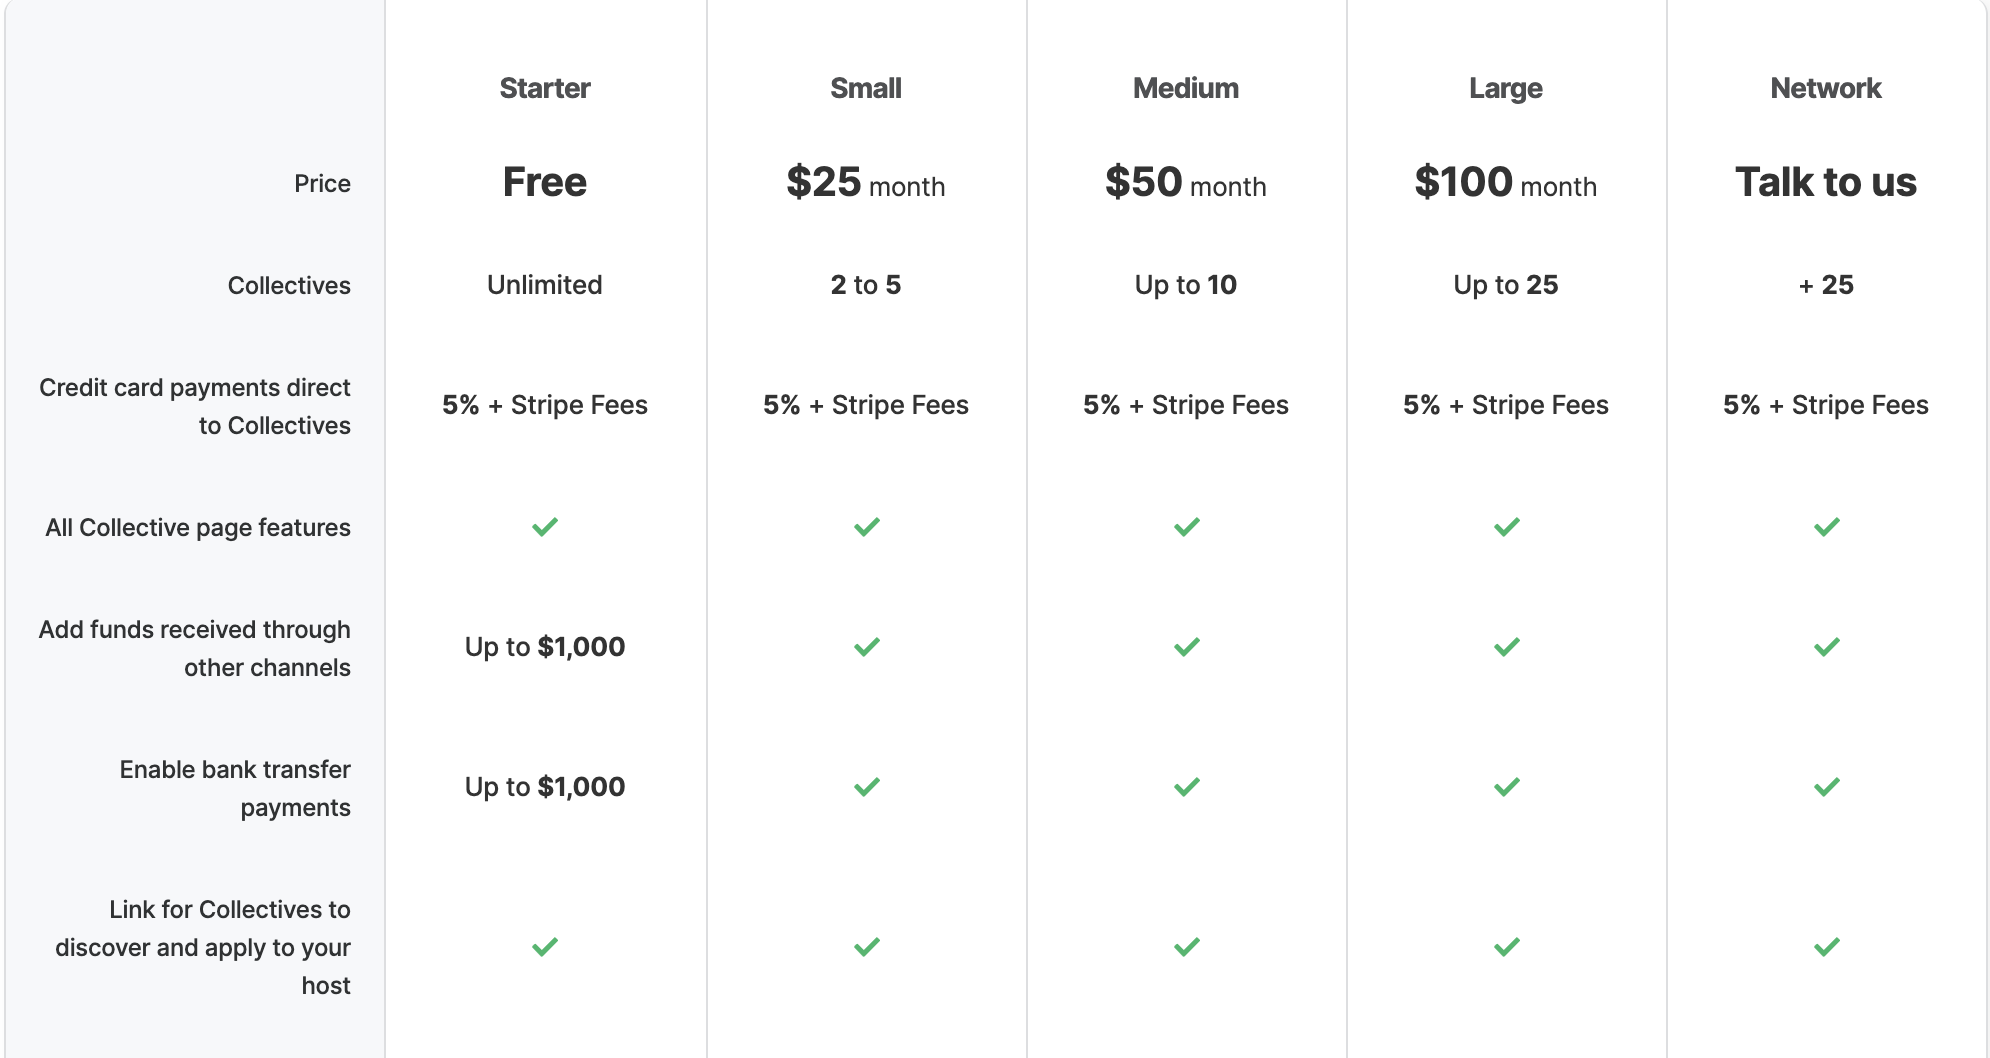 Starter Small Medium Large Network
Price Free $25 month $50 month $100 month Talk to us
Collectives Unlimited 2 to 5 Up to 10 Up to 25 + 25
Credit card payments direct
to Collectives 5% + Stripe Fees 5% + Stripe Fees 5% + Stripe Fees 5% + Stripe Fees 5% + Stripe Fees
All Collective page features
Add funds received through
other channels Up to $1,000
Enable bank transfer
payments Up to $1,000
Link for Collectives to
discover and apply to your
host